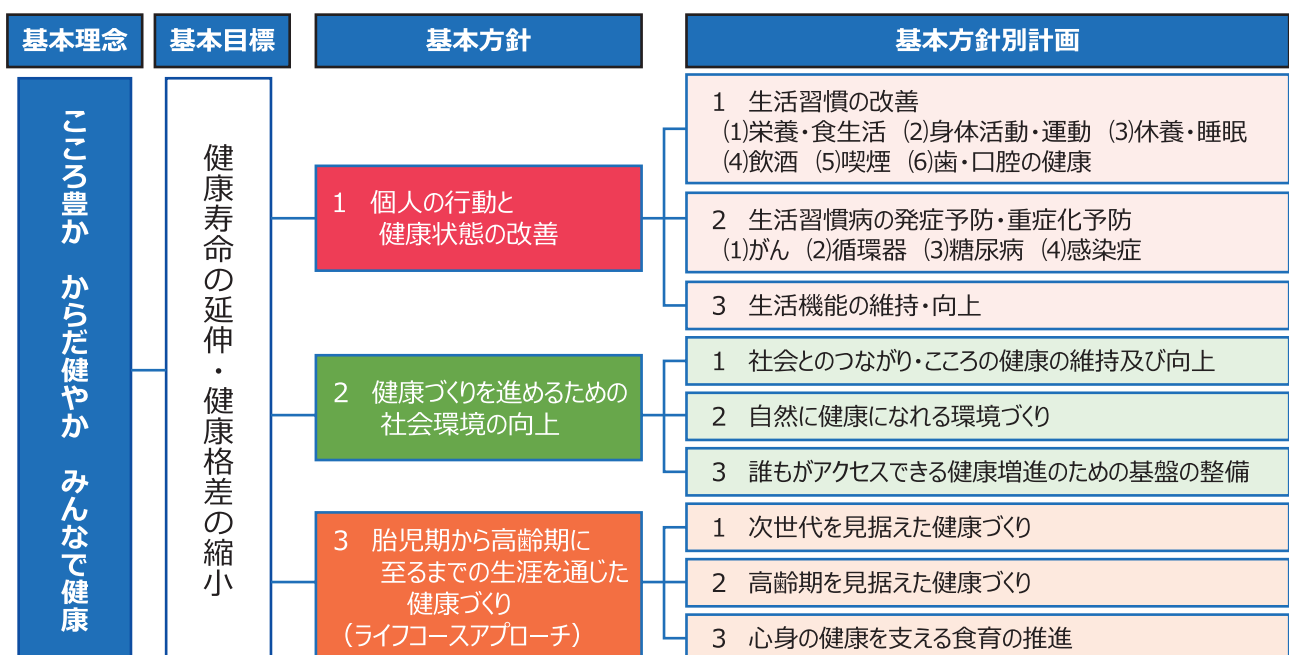 基本理念
基本目標
基本方針
基本方針別計画
こころ豊か　からだ健やか　みんなで健康
健康寿命の延伸・健康格差の縮小
1　個人の行動と
健康状態の改善
1　生活習慣の改善
⑴栄養・食生活　⑵身体活動・運動　⑶休養・睡眠
⑷飲酒　⑸喫煙　⑹歯・口腔の健康
2　生活習慣病の発症予防・重症化予防
⑴がん　⑵循環器　⑶糖尿病　⑷感染症
3　生活機能の維持・向上
2　健康づくりを進めるための
社会環境の向上
1　社会とのつながり・こころの健康の維持及び向上
2　自然に健康になれる環境づくり
3　誰もがアクセスできる健康増進のための基盤の整備
3　胎児期から高齢期に
至るまでの生涯を通じた
健康づくり
（ライフコースアプローチ）
1　次世代を見据えた健康づくり
2　高齢期を見据えた健康づくり
3　心身の健康を支える食育の推進